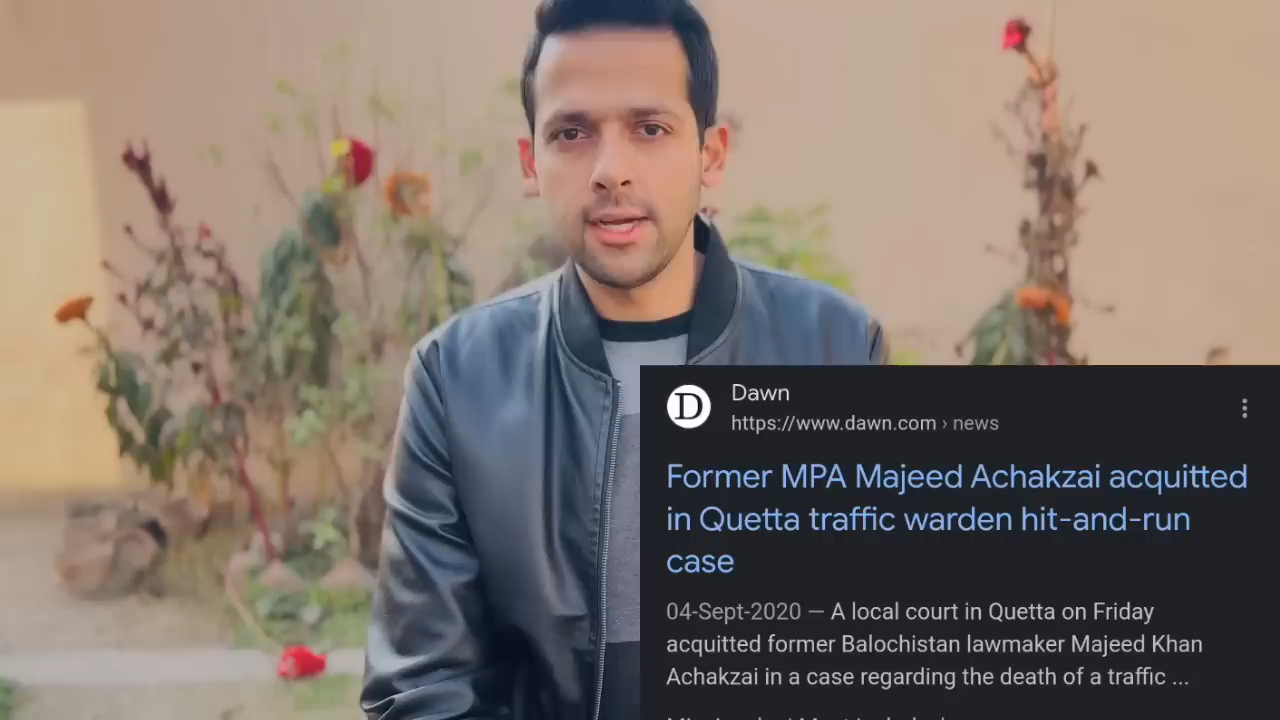 Dawn
https://www.dawn.com › news
Former MPA Majeed Achakzai acquitted
in Quetta traffic warden hit-and-run
case
04-Sept-2020 — A local court in Quetta on Friday
acquitted former Balochistan lawmaker Majeed Khan
Achakzai in a case regarding the death of a traffic ...